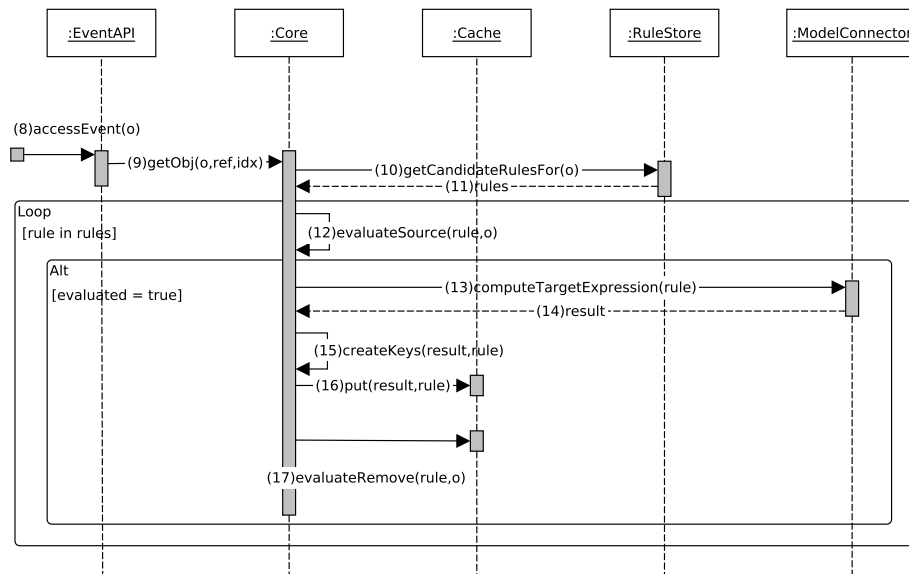 :EventAPI
:Core
:Cache
:RuleStore
:ModelConnector
(8)accessEvent(o)
(9)getObj(o,ref,idx)
(10)getCandidateRulesFor(o)
(11)rules
Loop
[rule in rules]
(12)evaluateSource(rule,o)
Alt
[evaluated = true]
(13)computeTargetExpression(rule)
(14)result
(15)createKeys(result,rule)
(16)put(result,rule)
(17)evaluateRemove(rule,o)